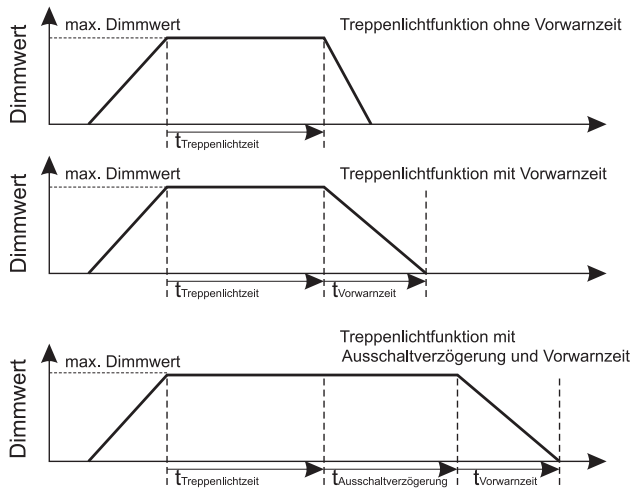 max. Dimmwert
Treppenlichtfunktion ohne Vorwarnzeit
Dimmwert
tTreppenlichtzeit
max. Dimmwert
Treppenlichtfunktion mit Vorwarnzeit
Dimmwert
tTreppenlichtzeit
tVorwarnzeit
Treppenlichtfunktion mit
Ausschaltverzögerung und Vorwarnzeit
max. Dimmwert
Dimmwert
tTreppenlichtzeit
tAusschaltverzögerung
tVorwarnzeit